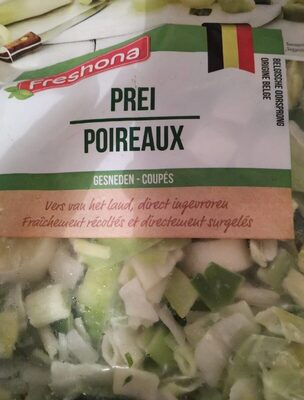 Freshona
BELGISCHE OORSPRONG
ORIGINE BELGE
PREI
POIREAUX
GESNEDEN - COUPÉS
Vers van het land, direct ingevroren
Fraîchement récoltés et directement surgelés